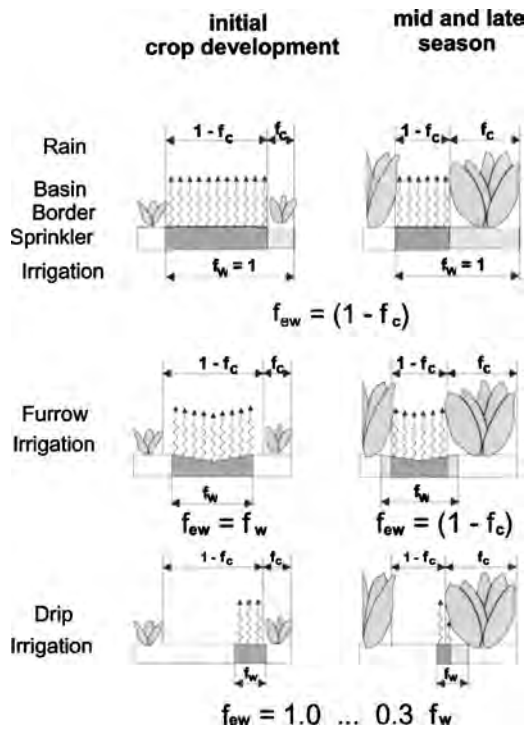 initial
crop development
mid and late
season
1 - fc
fc
1 - fc
fc
Rain
Basin
Border
Sprinkler
Irrigation
fw = 1
fw = 1
few = (1 - fc)
1 - fc
fc
1 - fc
fc
Furrow
Irrigation
fw
fw
few = fw
few = (1 - fc)
1 - fc
fc
1 - fc
fc
Drip
Irrigation
fw
fw
few = 1.0 ... 0.3 fw